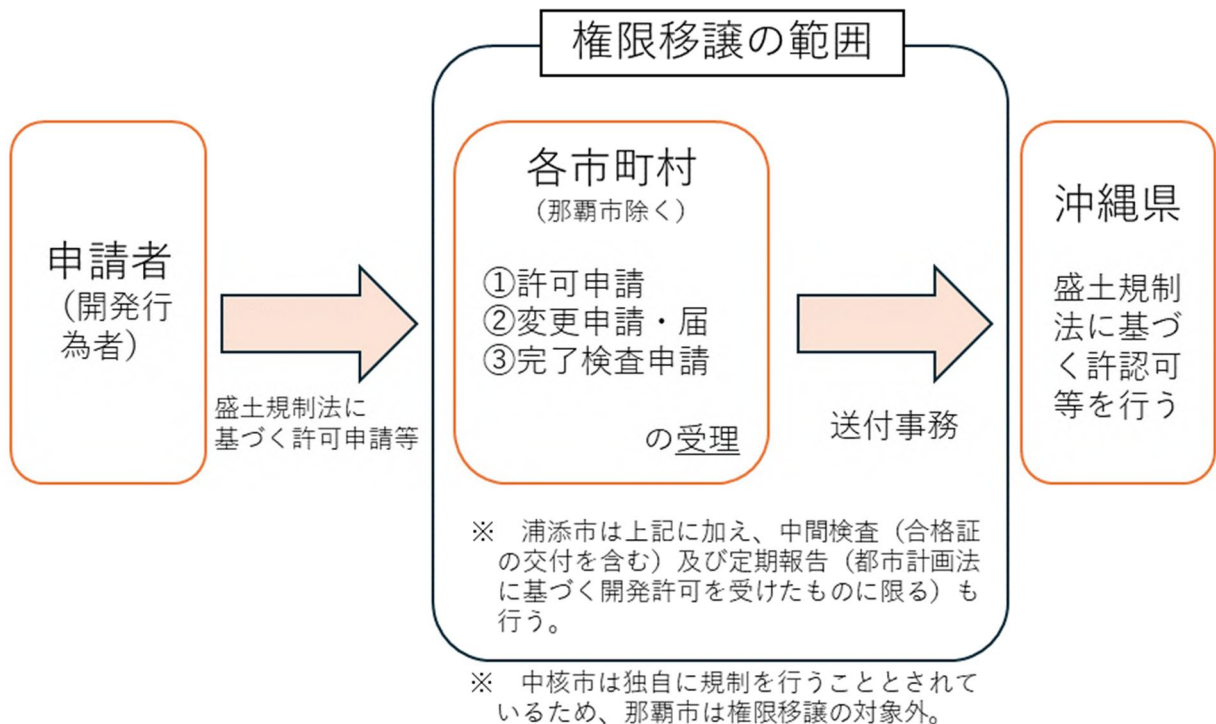 権限移譲の範囲
申請者
（開発行
為者）
盛土規制法に
基づく許可申請等
各市町村
（那覇市除く）
①許可申請
②変更申請・届
③完了検査申請
の受理
送付事務
沖縄県
盛土規制
法に基づ
く許認可
等を行う
※　浦添市は上記に加え、中間検査（合格証
の交付を含む）及び定期報告（都市計画法
に基づく開発許可を受けたものに限る）も
行う。
※　中核市は独自に規制を行うこととされて
いるため、那覇市は権限移譲の対象外。